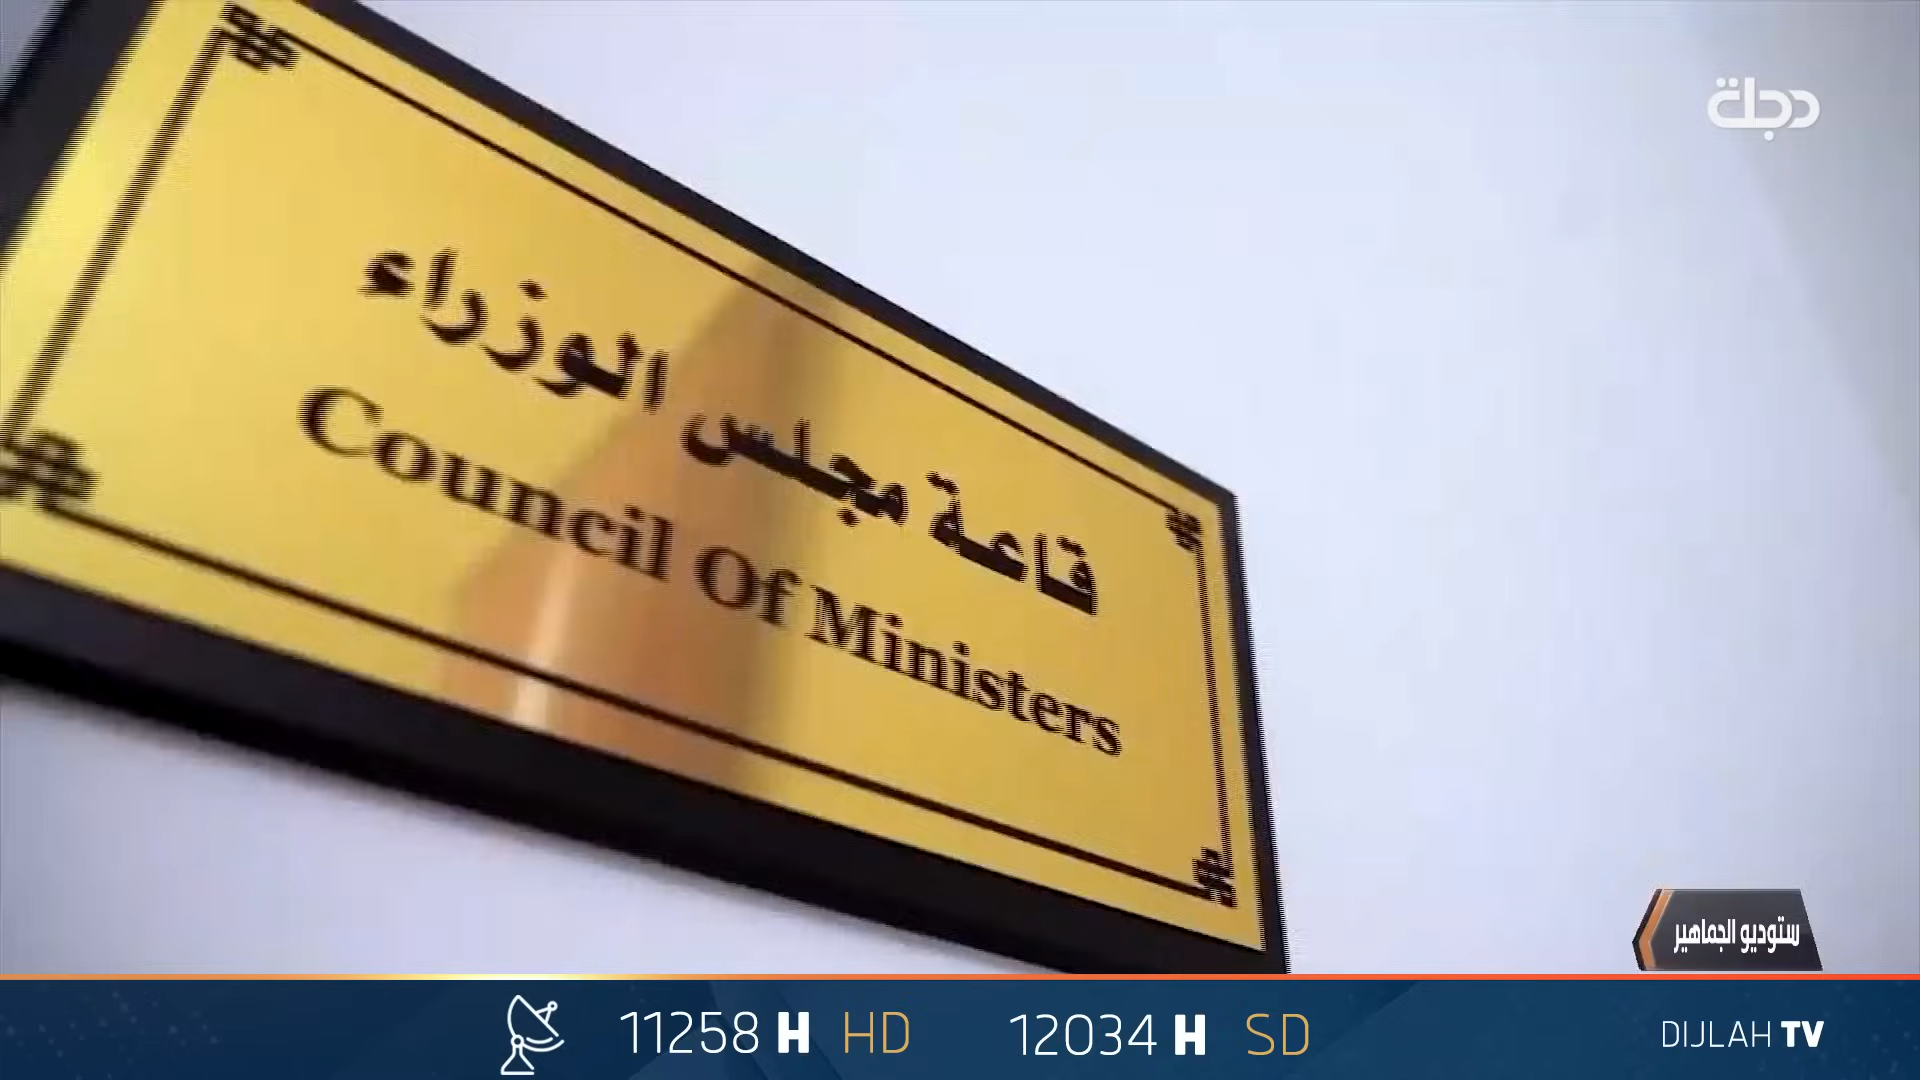 دجلة
قاعة مجلس الوزراء
Council Of Ministers
ستوديو الجماهير
11258 H HD 12034 H SD
DIJLAH TV